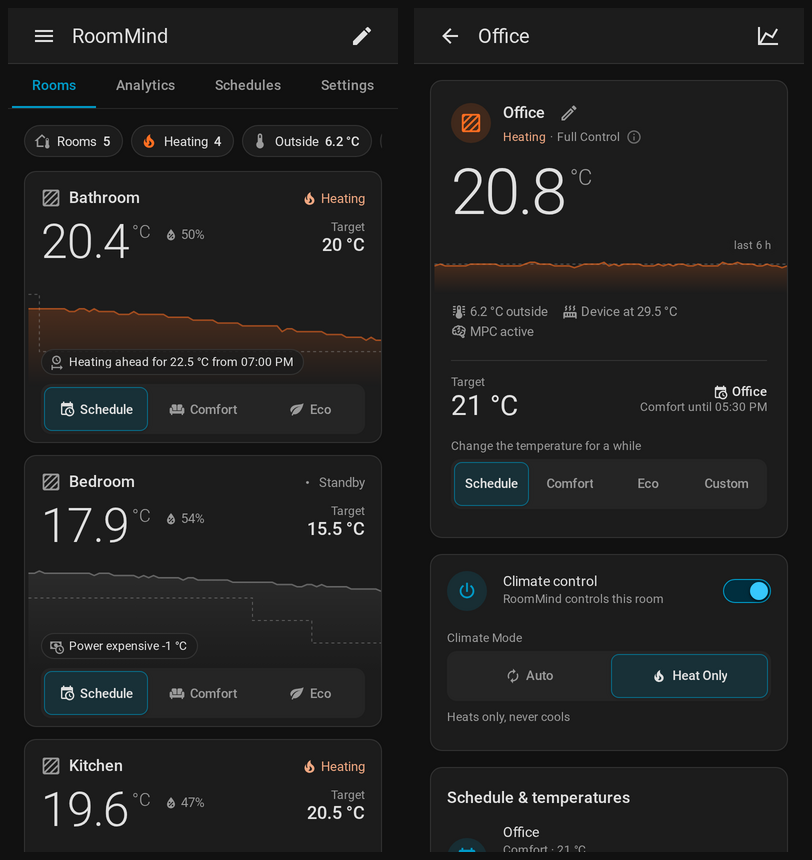 RoomMind
Rooms Analytics Schedules Settings
Rooms 5 Heating 4 Outside 6.2 °C
Bathroom Heating
20.4 °C 50% Target
20 °C
Heating ahead for 22.5 °C from 07:00 PM
Schedule Comfort Eco
Bedroom • Standby
17.9 °C 54% Target
15.5 °C
Power expensive -1 °C
Schedule Comfort Eco
Kitchen Heating
19.6 °C 47% Target
20.5 °C
Office
Office
Heating · Full Control
20.8 °C
last 6 h
6.2 °C outside Device at 29.5 °C
MPC active
Target
21 °C
Office
Comfort until 05:30 PM
Change the temperature for a while
Schedule Comfort Eco Custom
Climate control
RoomMind controls this room
Climate Mode
Auto Heat Only
Heats only, never cools
Schedule & temperatures
Office
Comfort · 21 °C